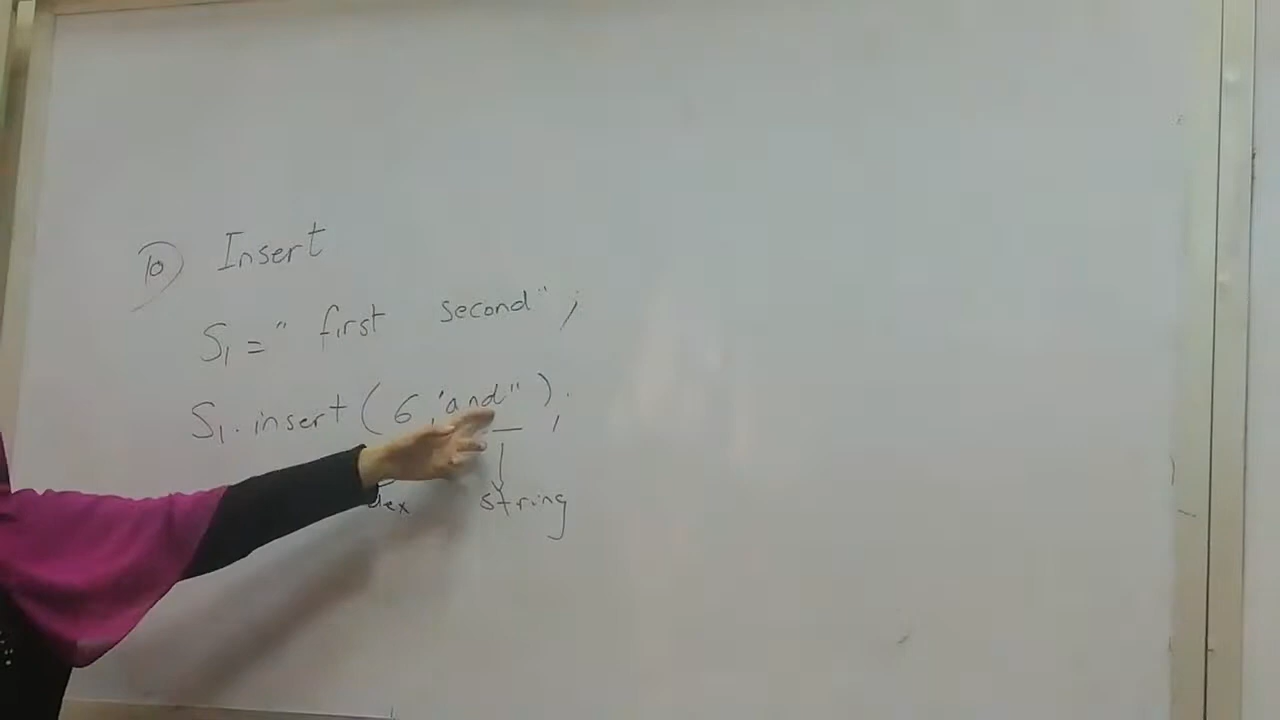 10 Insert
S1 = " first second" ;
S1.insert ( 6 ,"and" ) ;
dex string